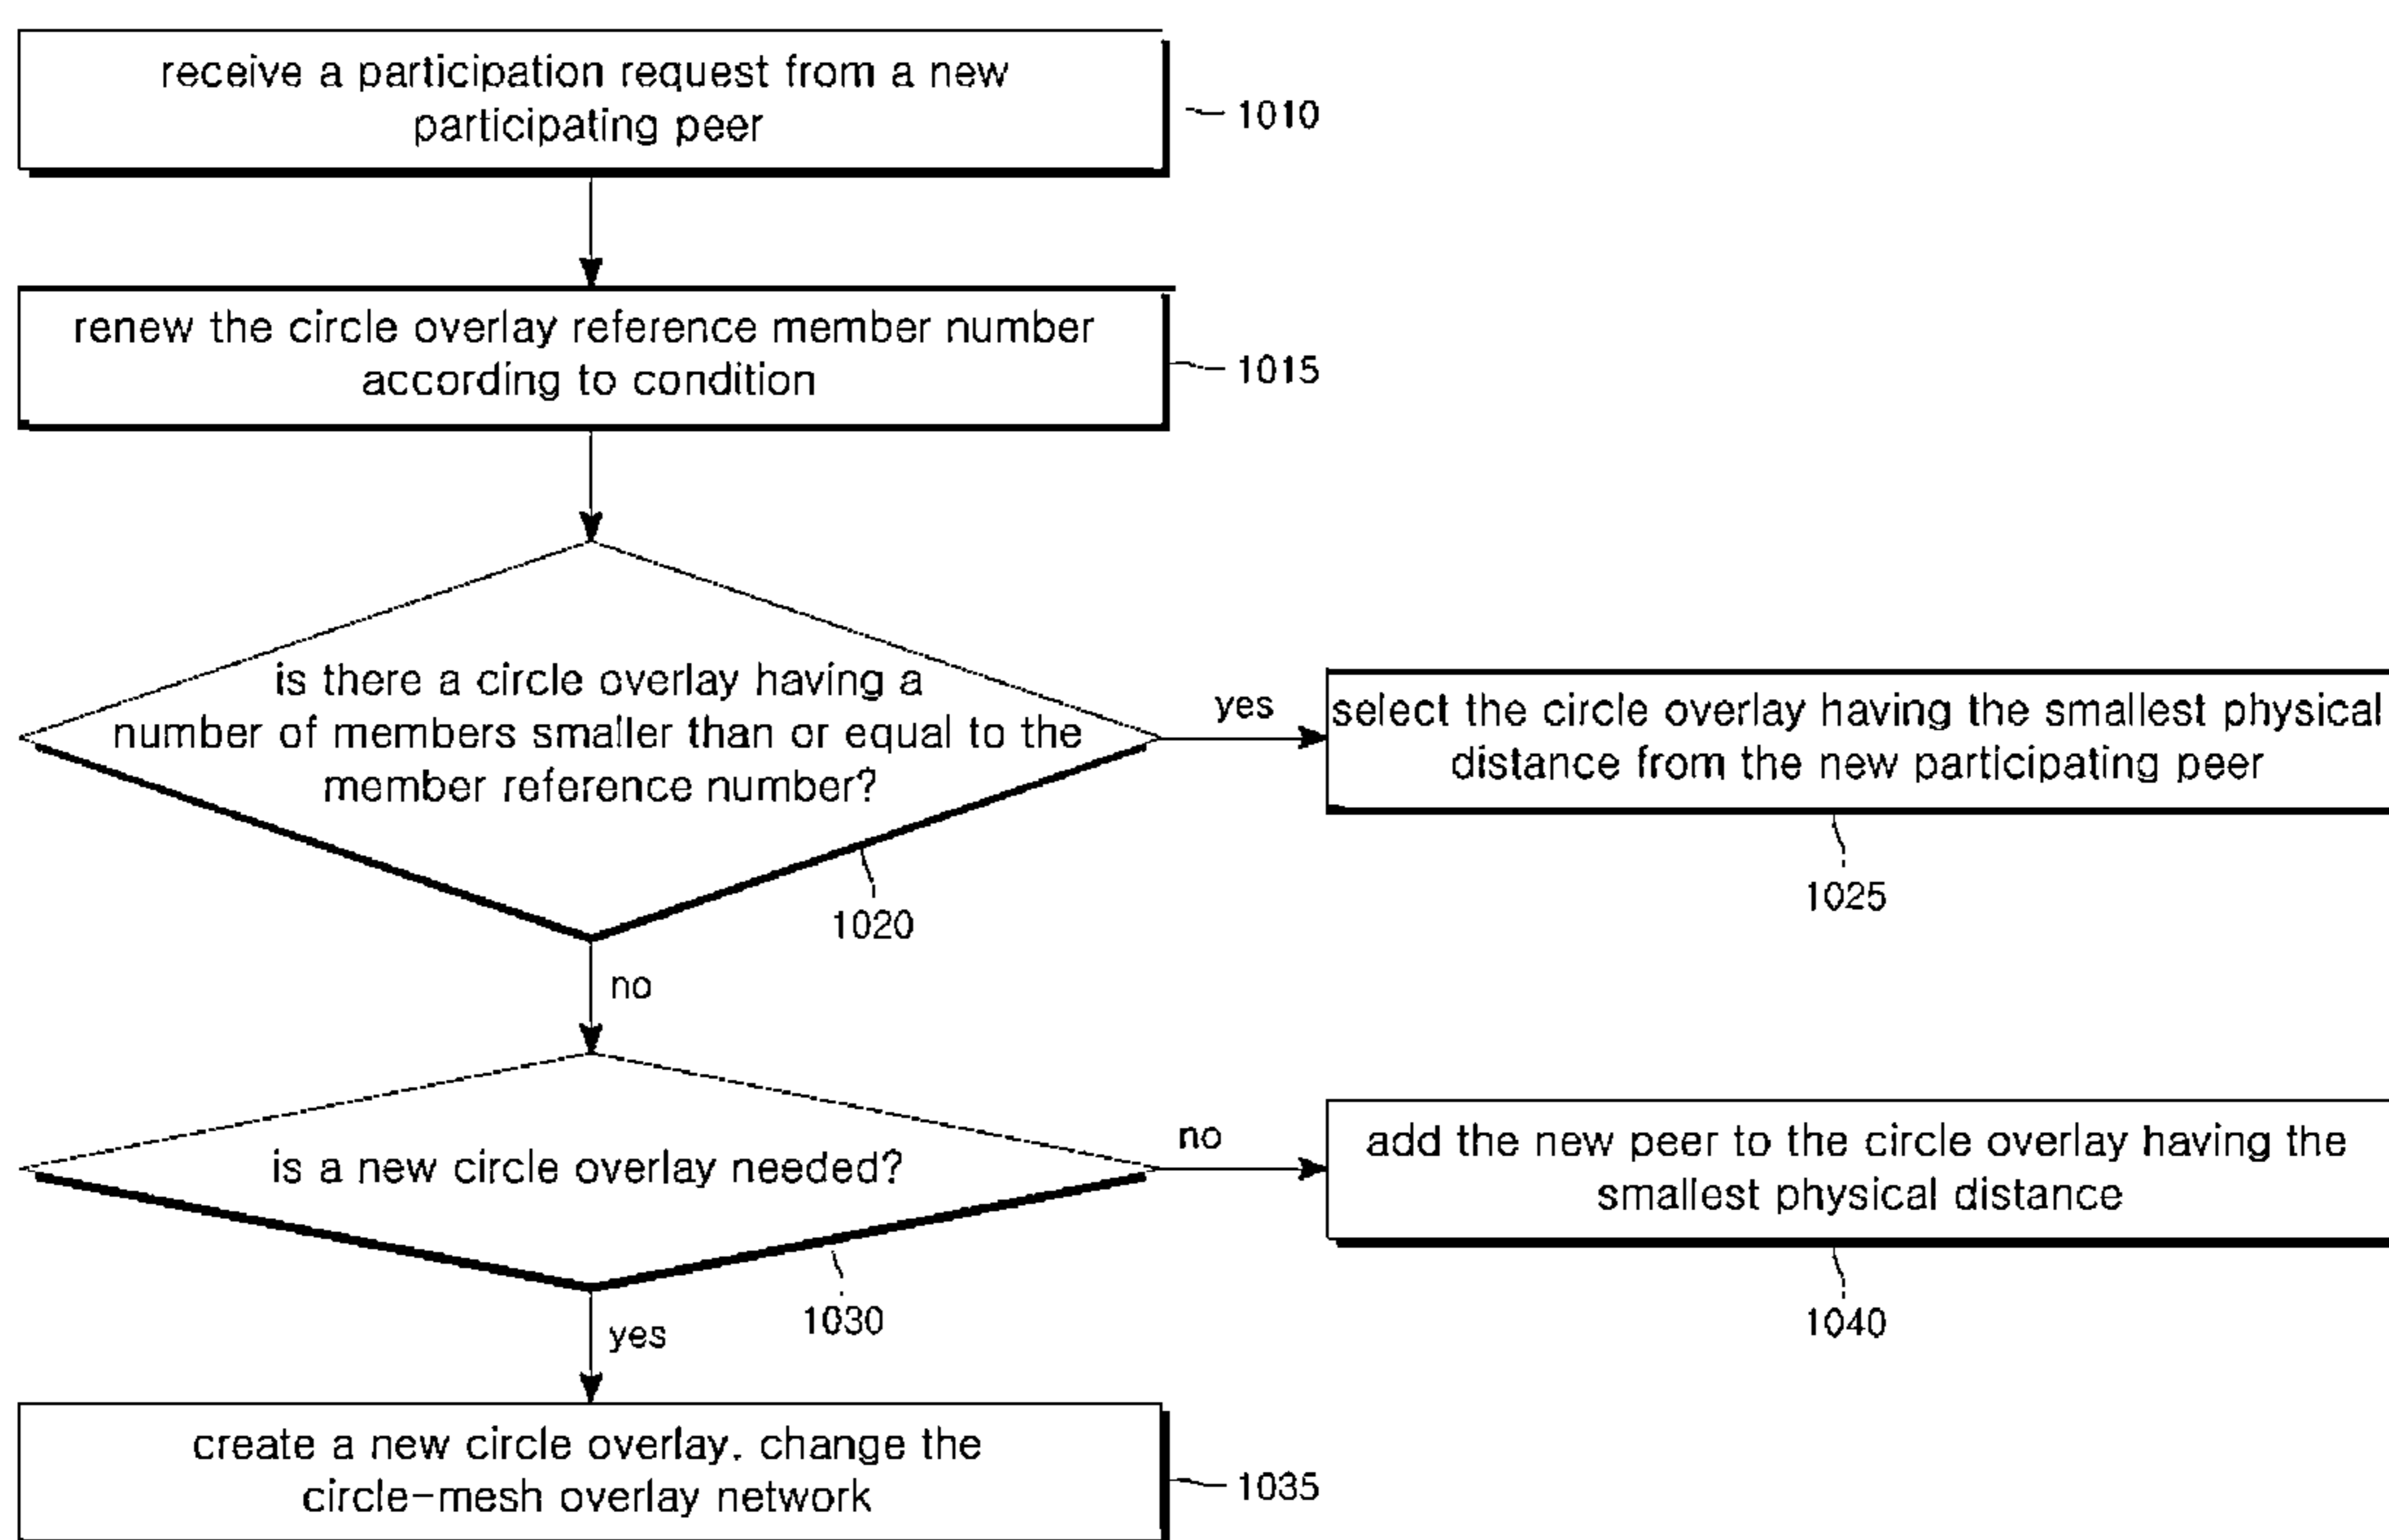 receive a participation request from a new
participating peer
1010
renew the circle overlay reference member number
according to condition
1015
is there a circle overlay having a
number of members smaller than or equal to the
member reference number?
1020
yes
select the circle overlay having the smallest physical
distance from the new participating peer
1025
no
is a new circle overlay needed?
1030
no
add the new peer to the circle overlay having the
smallest physical distance
1040
yes
create a new circle overlay. change the
circle-mesh overlay network
1035